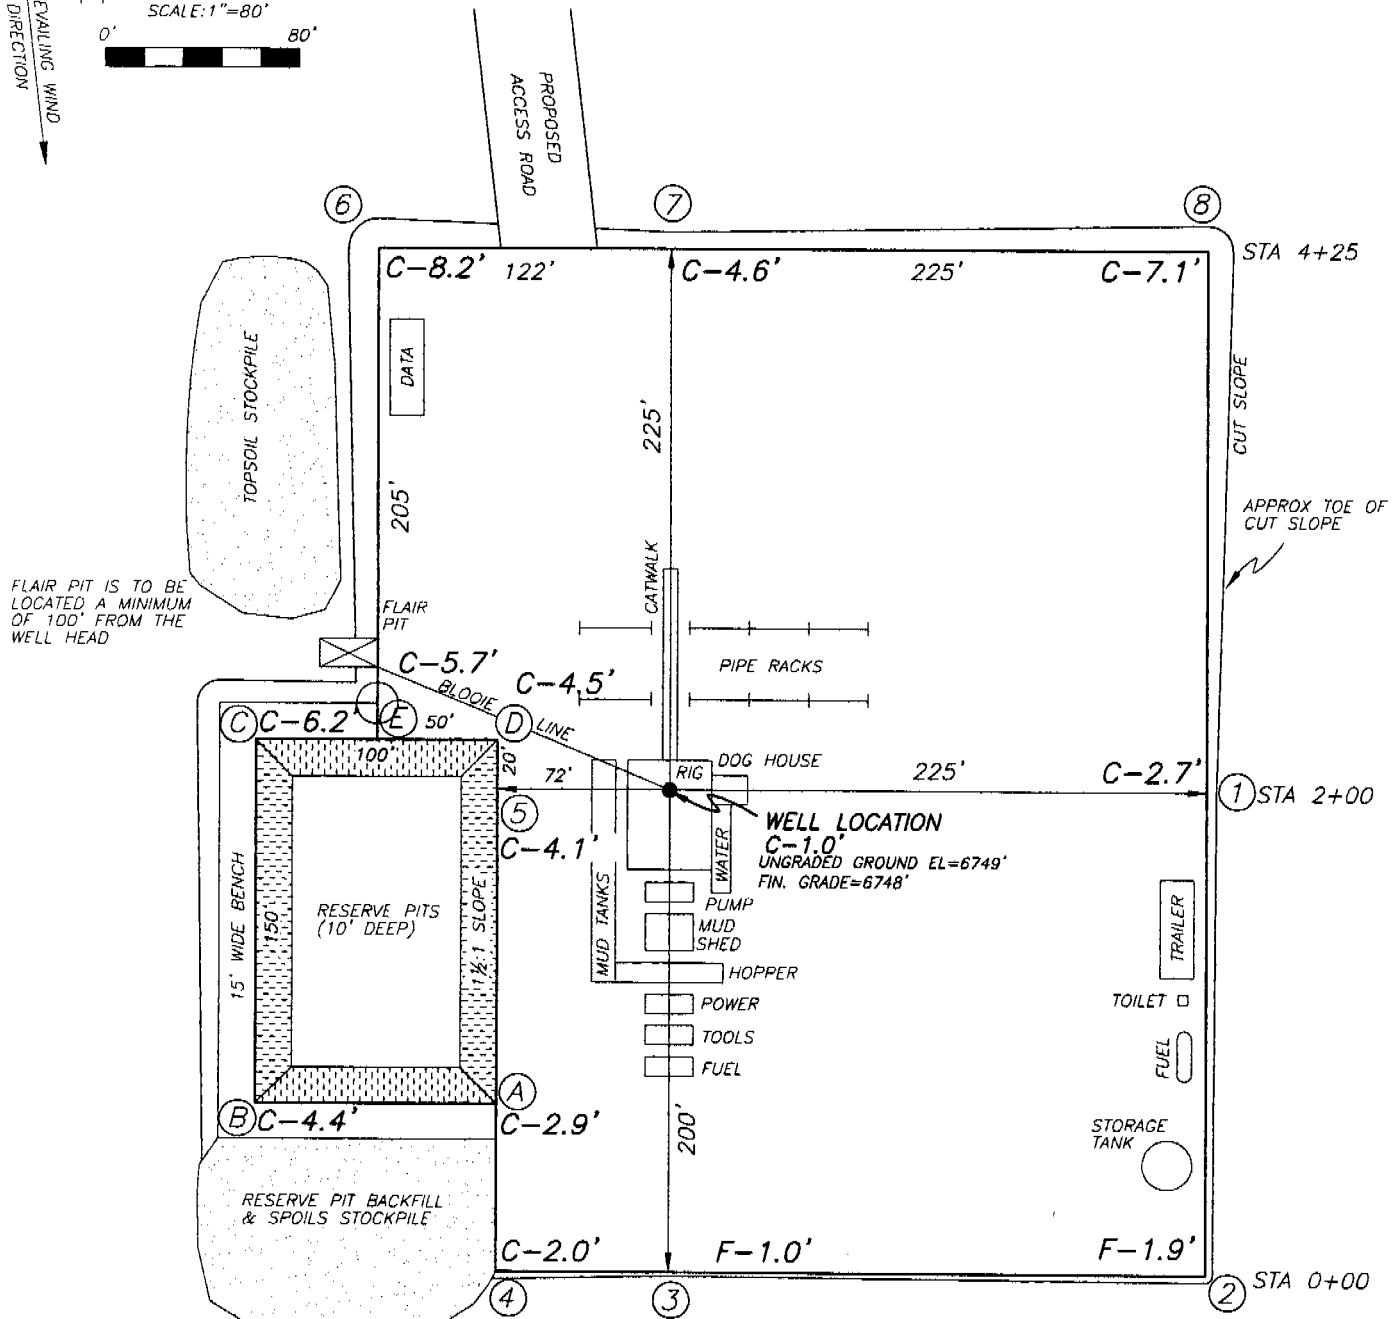 SCALE: 1"=80'
0' 80'
EVAILING WIND
DIRECTION
PROPOSED
ACCESS ROAD
6
7
8
STA 4+25
C-8.2'
122'
C-4.6'
225'
C-7.1'
DATA
TOPSOIL STOCKPILE
205'
225'
CUT SLOPE
APPROX TOE OF
CUT SLOPE
FLAIR PIT IS TO BE
LOCATED A MINIMUM
OF 100' FROM THE
WELL HEAD
FLAIR
PIT
CATWALK
PIPE RACKS
C-5.7'
C-4.5'
BLOOIE LINE
C
C-6.2'
E
50'
D
100'
20'
72'
RIG
DOG HOUSE
225'
C-2.7'
1
STA 2+00
5
C-4.1'
WELL LOCATION
C-1.0'
UNGRADED GROUND EL=6749'
FIN. GRADE=6748'
WATER
MUD TANKS
PUMP
MUD
SHED
HOPPER
POWER
TOOLS
FUEL
15' WIDE BENCH
150'
RESERVE PITS
(10' DEEP)
1½:1 SLOPE
TRAILER
TOILET
FUEL
STORAGE
TANK
A
B
C-4.4'
C-2.9'
200'
RESERVE PIT BACKFILL
& SPOILS STOCKPILE
C-2.0'
F-1.0'
F-1.9'
4
3
2
STA 0+00